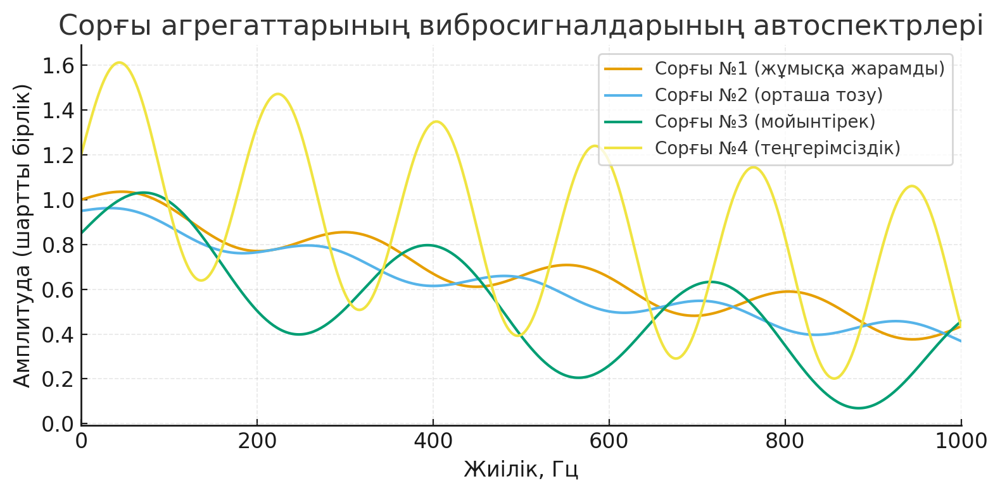 Сорғы агрегаттарының вибросигналдарының автоспектрлері
Сорғы №1 (жұмысқа жарамды)
Сорғы №2 (орташа тозу)
Сорғы №3 (мойынтірек)
Сорғы №4 (теңгерімсіздік)
Амплитуда (шартты бірлік)
1.6
1.4
1.2
1.0
0.8
0.6
0.4
0.2
0.0
0 200 400 600 800 1000
Жиілік, Гц